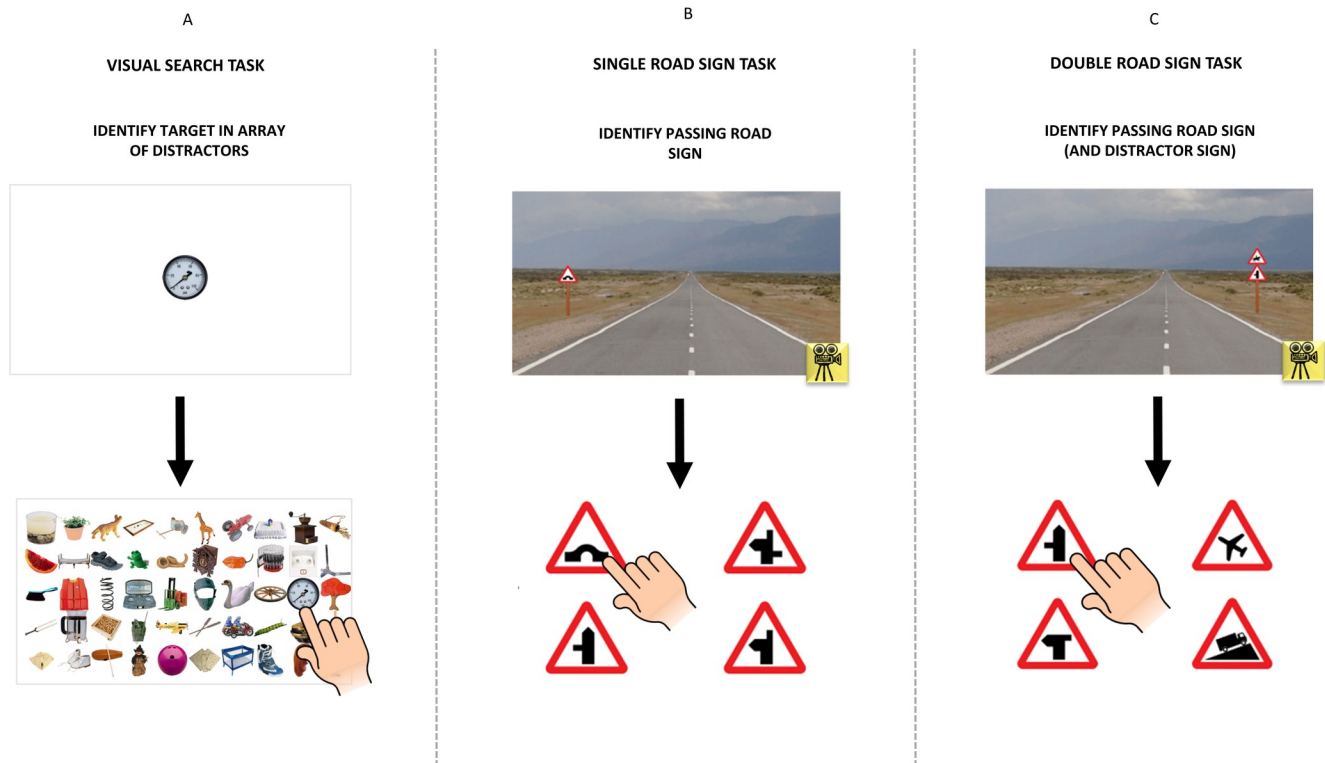 A
VISUAL SEARCH TASK
IDENTIFY TARGET IN ARRAY
OF DISTRACTORS
B
SINGLE ROAD SIGN TASK
IDENTIFY PASSING ROAD
SIGN
C
DOUBLE ROAD SIGN TASK
IDENTIFY PASSING ROAD SIGN
(AND DISTRACTOR SIGN)